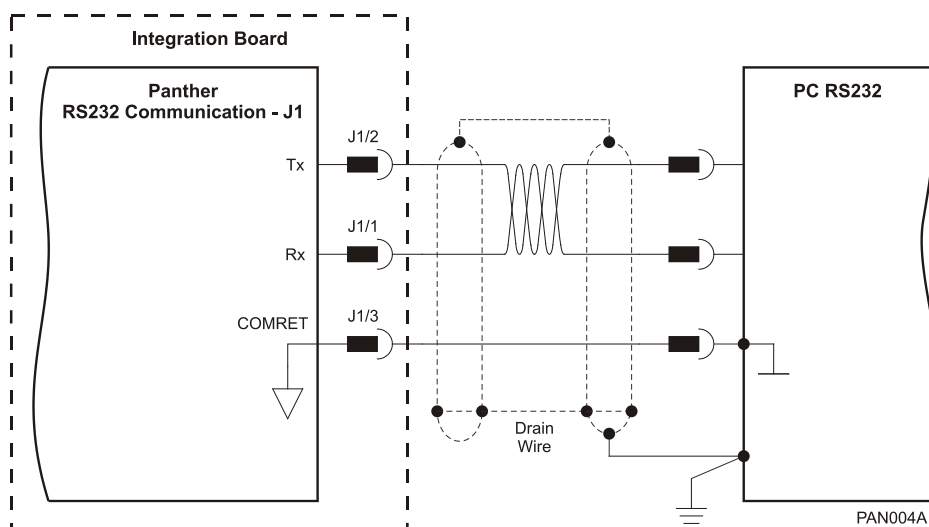 Integration Board
Panther
RS232 Communication - J1
PC RS232
J1/2
Tx
J1/1
Rx
J1/3
COMRET
Drain
Wire
PAN004A